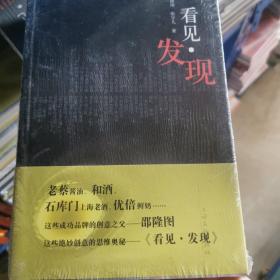 看见·
发现
老蔡酱油、和酒、
石库门上海老酒、优倍鲜奶……
这些成功品牌的创意之父——邵隆图
这些绝妙创意的思维奥秘——《看见·发现》